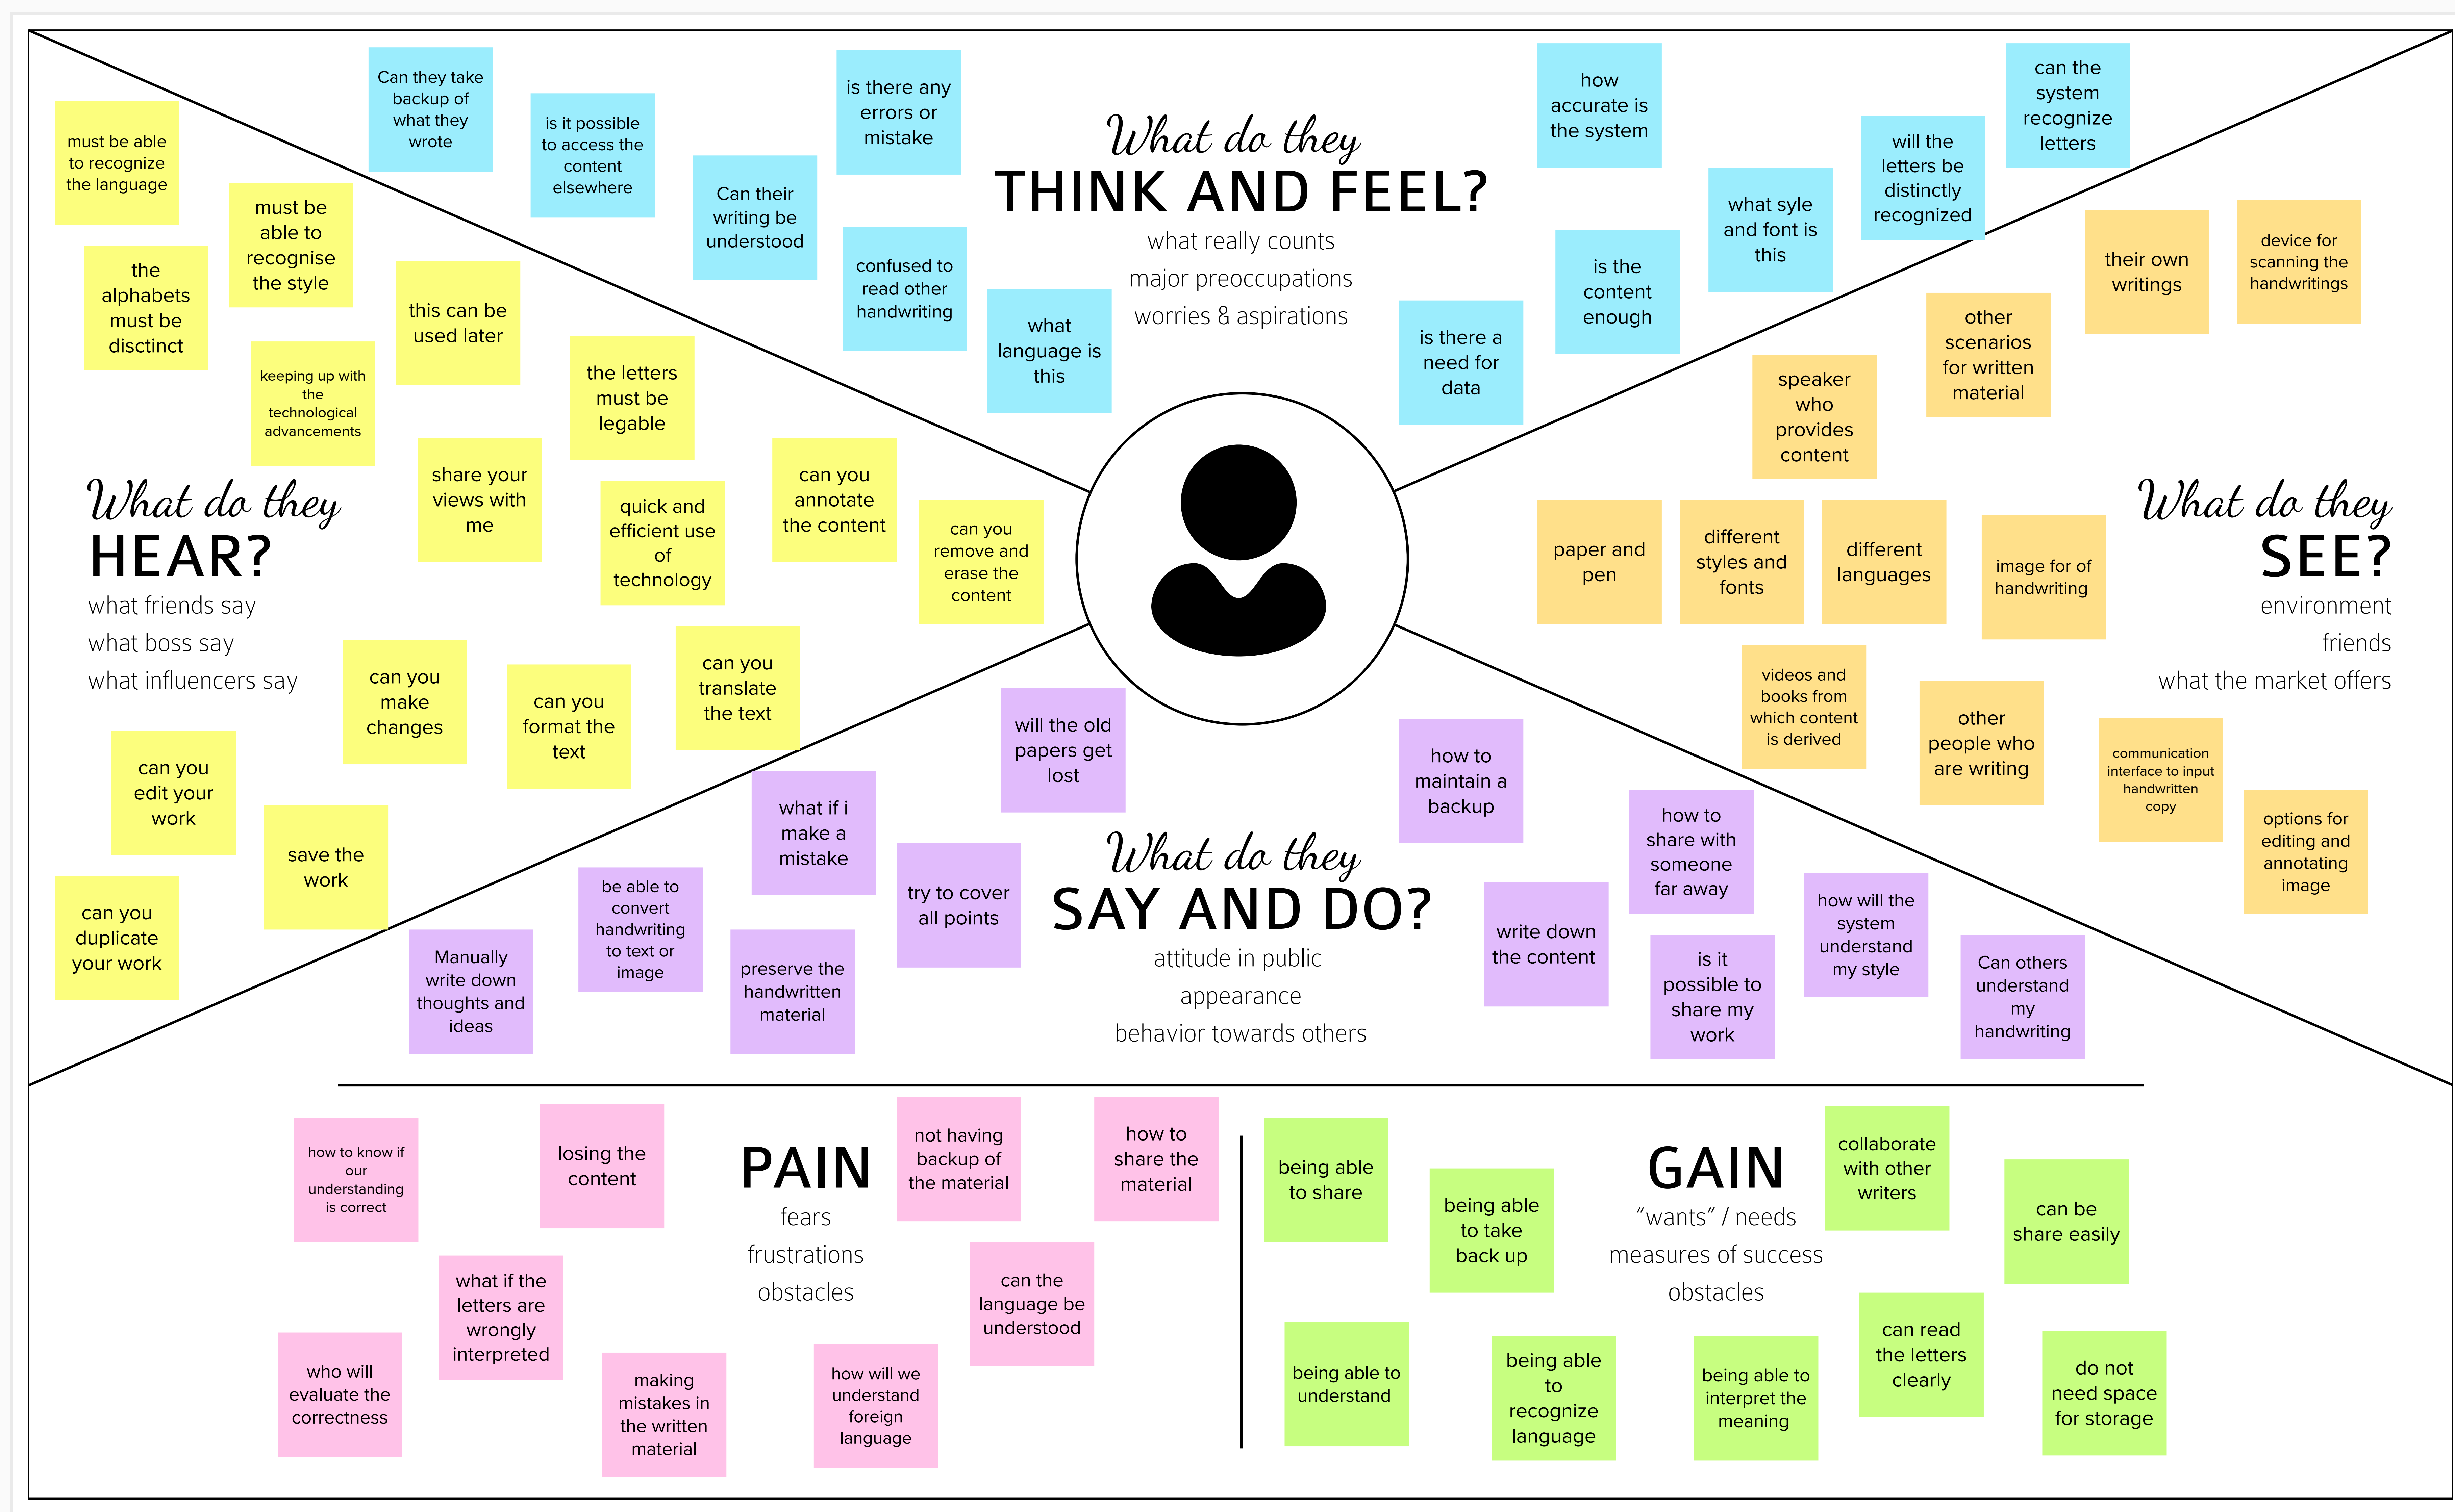 What do they
THINK AND FEEL?
what really counts
major preoccupations
worries & aspirations
Can they take
backup of
what they
wrote
is it possible
to access the
content
elsewhere
is there any
errors or
mistake
Can their
writing be
understood
confused to
read other
handwriting
what
language is
this
how
accurate is
the system
can the
system
recognize
letters
will the
letters be
distinctly
recognized
what syle
and font is
this
is the
content
enough
is there a
need for
data
What do they
HEAR?
what friends say
what boss say
what influencers say
must be able
to recognize
the language
must be
able to
recognise
the style
the
alphabets
must be
disctinct
this can be
used later
keeping up with
the
technological
advancements
the letters
must be
legable
share your
views with
me
quick and
efficient use
of
technology
can you
annotate
the content
can you
remove and
erase the
content
can you
make
changes
can you
format the
text
can you
translate
the text
can you
edit your
work
save the
work
can you
duplicate
your work
What do they
SEE?
environment
friends
what the market offers
their own
writings
device for
scanning the
handwritings
other
scenarios
for written
material
speaker
who
provides
content
paper and
pen
different
styles and
fonts
different
languages
image for of
handwriting
videos and
books from
which content
is derived
other
people who
are writing
communication
interface to input
handwritten
copy
options for
editing and
annotating
image
What do they
SAY AND DO?
attitude in public
appearance
behavior towards others
will the old
papers get
lost
what if i
make a
mistake
try to cover
all points
be able to
convert
handwriting
to text or
image
Manually
write down
thoughts and
ideas
preserve the
handwritten
material
how to
maintain a
backup
how to
share with
someone
far away
write down
the content
how will the
system
understand
my style
is it
possible to
share my
work
Can others
understand
my
handwriting
PAIN
fears
frustrations
obstacles
how to know if
our
understanding
is correct
losing the
content
not having
backup of
the material
how to
share the
material
what if the
letters are
wrongly
interpreted
can the
language be
understood
who will
evaluate the
correctness
making
mistakes in
the written
material
how will we
understand
foreign
language
GAIN
“wants” / needs
measures of success
obstacles
being able
to share
being able
to take
back up
collaborate
with other
writers
can be
share easily
being able to
understand
being able
to
recognize
language
being able to
interpret the
meaning
can read
the letters
clearly
do not
need space
for storage